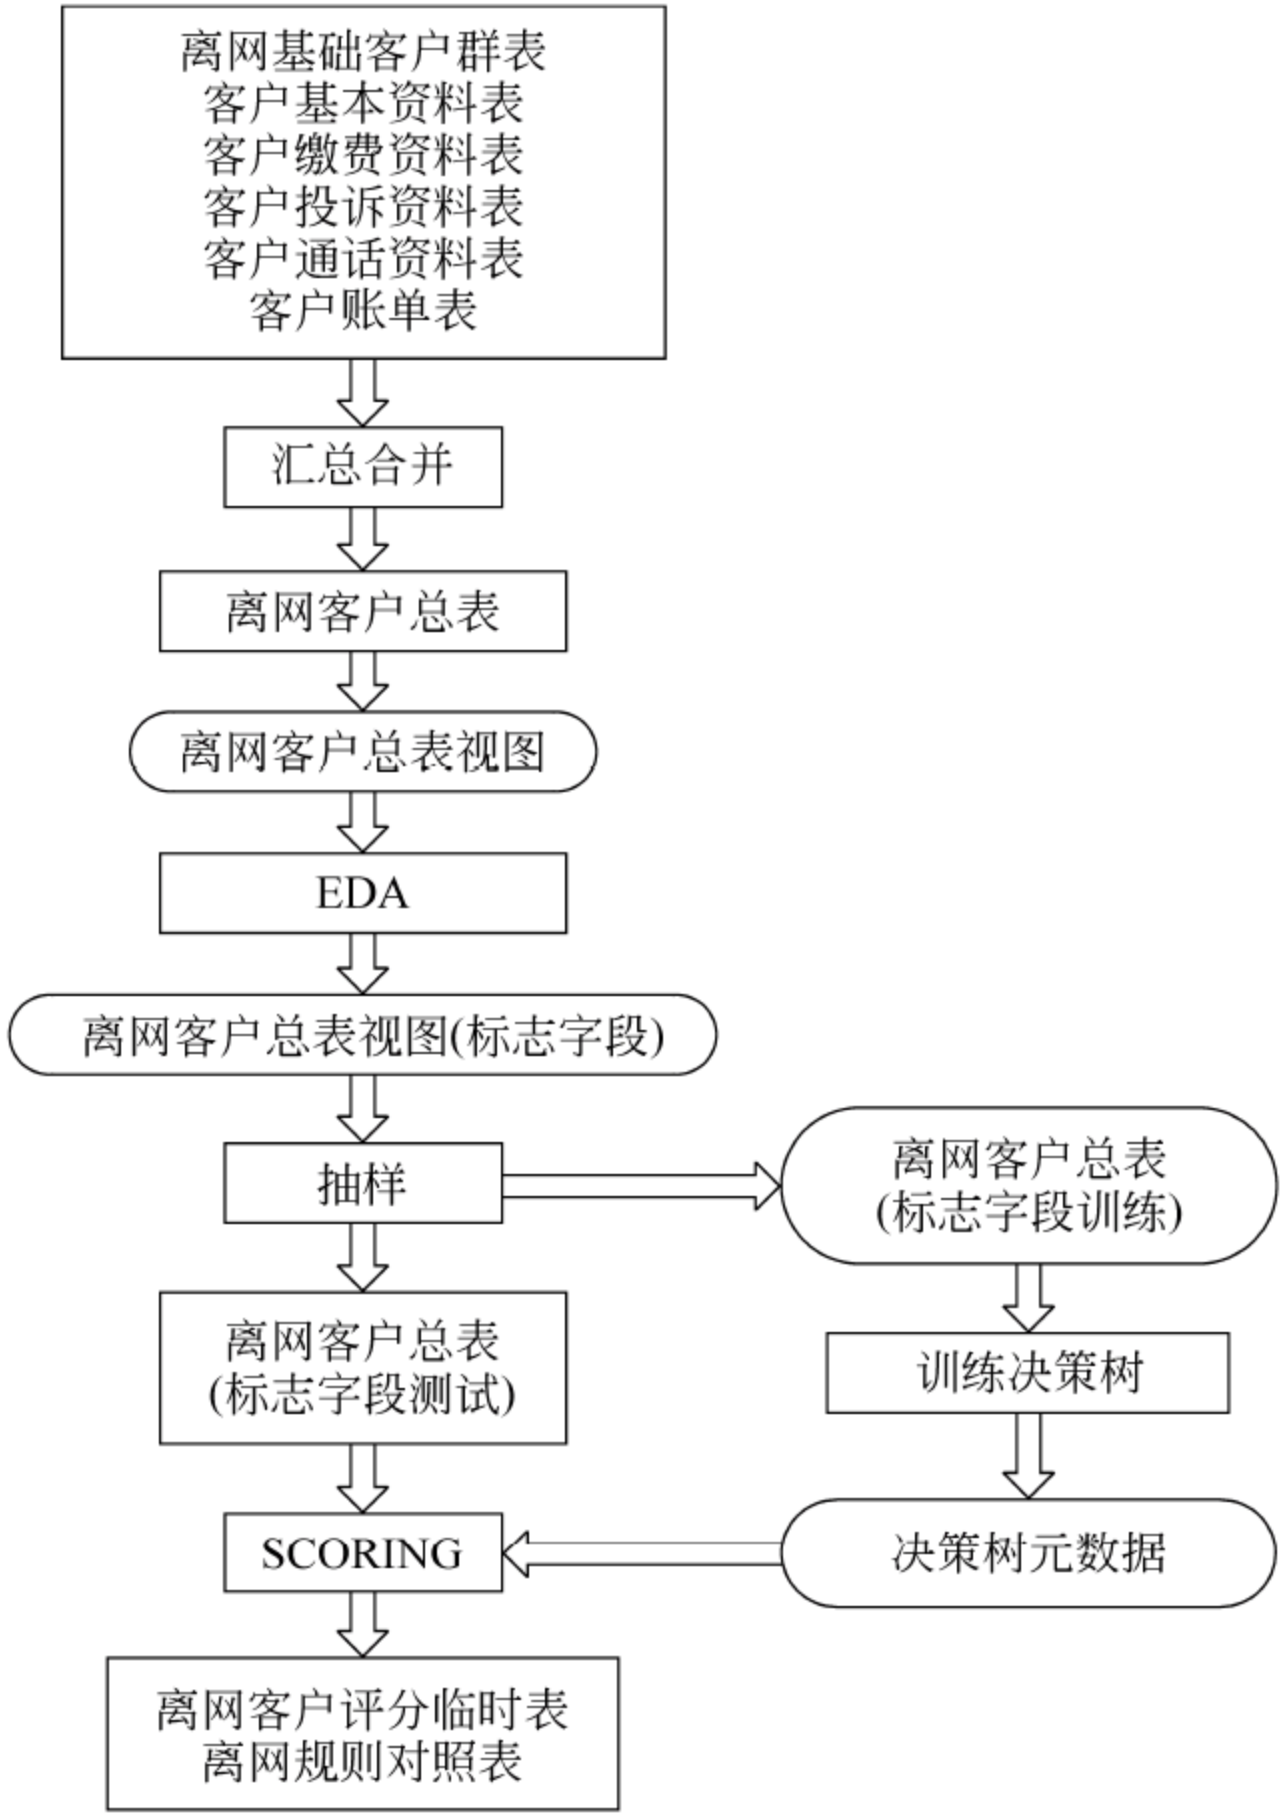 离网基础客户群表
客户基本资料表
客户缴费资料表
客户投诉资料表
客户通话资料表
客户账单表
汇总合并
离网客户总表
离网客户总表视图
EDA
离网客户总表视图(标志字段)
抽样
离网客户总表
(标志字段训练)
离网客户总表
(标志字段测试)
训练决策树
SCORING
决策树元数据
离网客户评分临时表
离网规则对照表